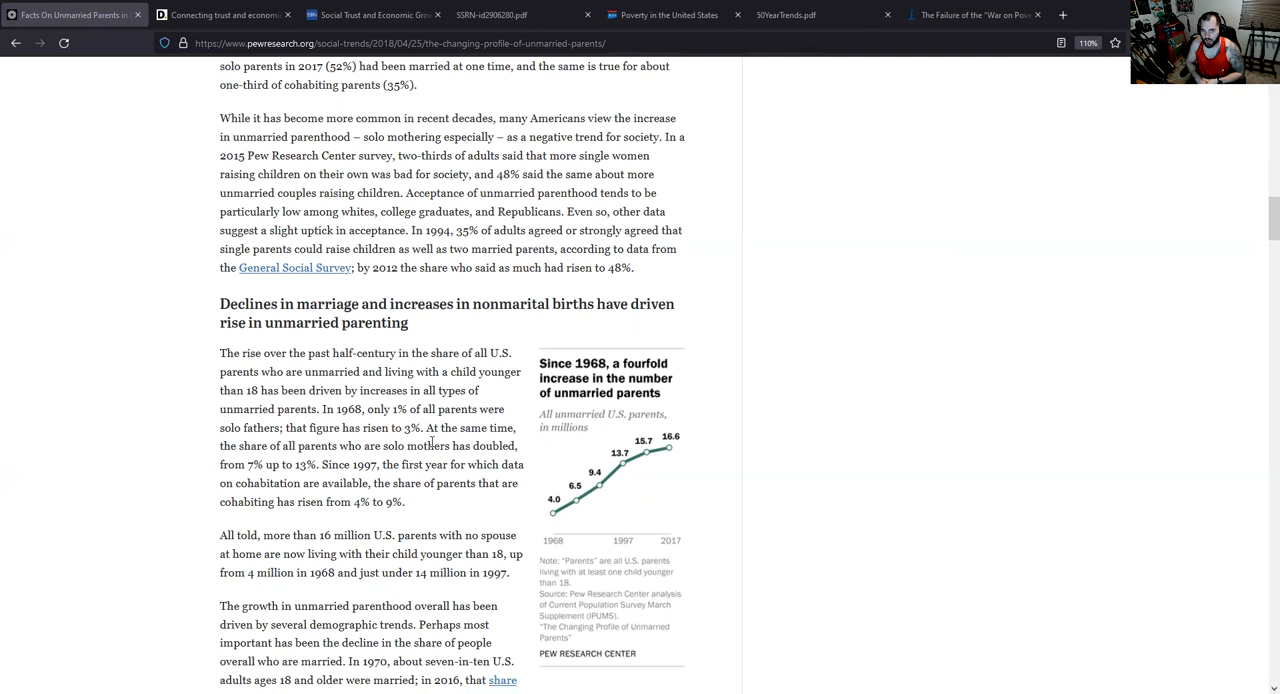 Facts On Unmarried Parents in
Connecting trust and economi
Social Trust and Economic Gro
SSRN-id2906280.pdf
Poverty in the United States
50YearTrends.pdf
The Failure of the "War on Pov
https://www.pewresearch.org/social-trends/2018/04/25/the-changing-profile-of-unmarried-parents/
110%
solo parents in 2017 (52%) had been married at one time, and the same is true for about
one-third of cohabiting parents (35%).
While it has become more common in recent decades, many Americans view the increase
in unmarried parenthood – solo mothering especially – as a negative trend for society. In a
2015 Pew Research Center survey, two-thirds of adults said that more single women
raising children on their own was bad for society, and 48% said the same about more
unmarried couples raising children. Acceptance of unmarried parenthood tends to be
particularly low among whites, college graduates, and Republicans. Even so, other data
suggest a slight uptick in acceptance. In 1994, 35% of adults agreed or strongly agreed that
single parents could raise children as well as two married parents, according to data from
the General Social Survey; by 2012 the share who said as much had risen to 48%.
Declines in marriage and increases in nonmarital births have driven
rise in unmarried parenting
The rise over the past half-century in the share of all U.S.
parents who are unmarried and living with a child younger
than 18 has been driven by increases in all types of
unmarried parents. In 1968, only 1% of all parents were
solo fathers; that figure has risen to 3%. At the same time,
the share of all parents who are solo mothers has doubled,
from 7% up to 13%. Since 1997, the first year for which data
on cohabitation are available, the share of parents that are
cohabiting has risen from 4% to 9%.
All told, more than 16 million U.S. parents with no spouse
at home are now living with their child younger than 18, up
from 4 million in 1968 and just under 14 million in 1997.
The growth in unmarried parenthood overall has been
driven by several demographic trends. Perhaps most
important has been the decline in the share of people
overall who are married. In 1970, about seven-in-ten U.S.
adults ages 18 and older were married; in 2016, that share
Since 1968, a fourfold
increase in the number
of unmarried parents
All unmarried U.S. parents,
in millions
4.0
6.5
9.4
13.7
15.7
16.6
1968
1997
2017
Note: "Parents" are all U.S. parents
living with at least one child younger
than 18.
Source: Pew Research Center analysis
of Current Population Survey March
Supplement (IPUMS).
"The Changing Profile of Unmarried
Parents"
PEW RESEARCH CENTER